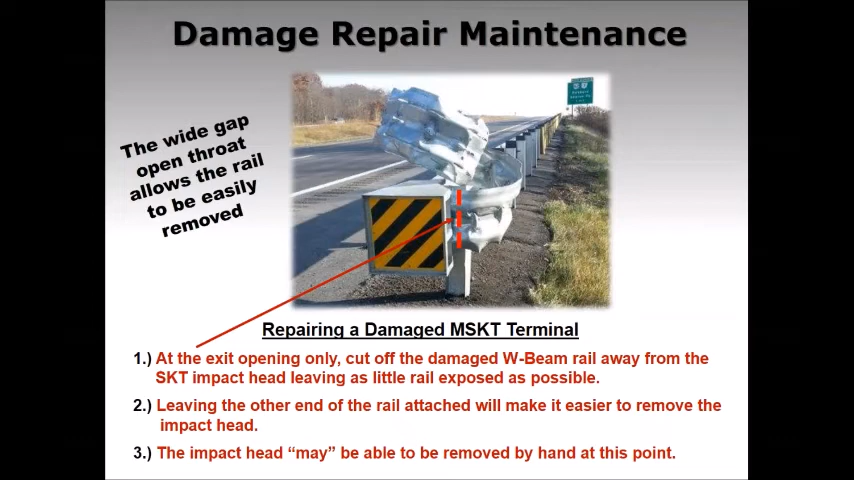 Damage Repair Maintenance
The wide gap
open throat
allows the rail
to be easily
removed
Repairing a Damaged MSKT Terminal
1.) At the exit opening only, cut off the damaged W-Beam rail away from the
SKT impact head leaving as little rail exposed as possible.
2.) Leaving the other end of the rail attached will make it easier to remove the
impact head.
3.) The impact head “may” be able to be removed by hand at this point.